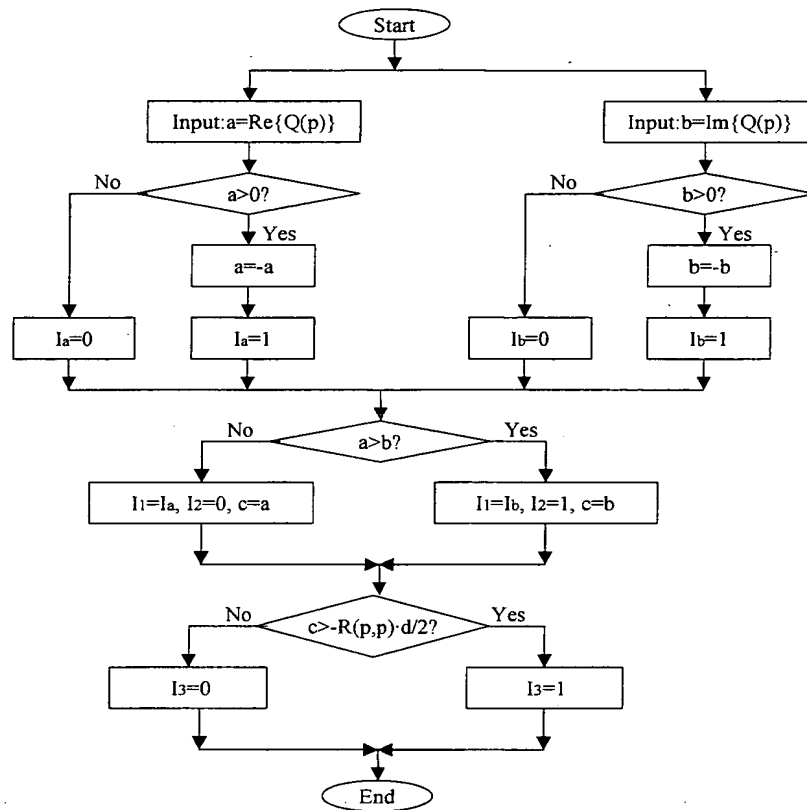 Start
Input:a=Re{Q(p)}
Input:b=Im{Q(p)}
No
a>0?
No
b>0?
Yes
Yes
a=-a
b=-b
Ia=0
Ia=1
Ib=0
Ib=1
No
a>b?
Yes
I1=Ia, I2=0, c=a
I1=Ib, I2=1, c=b
No
c>-R(p,p)·d/2?
Yes
I3=0
I3=1
End